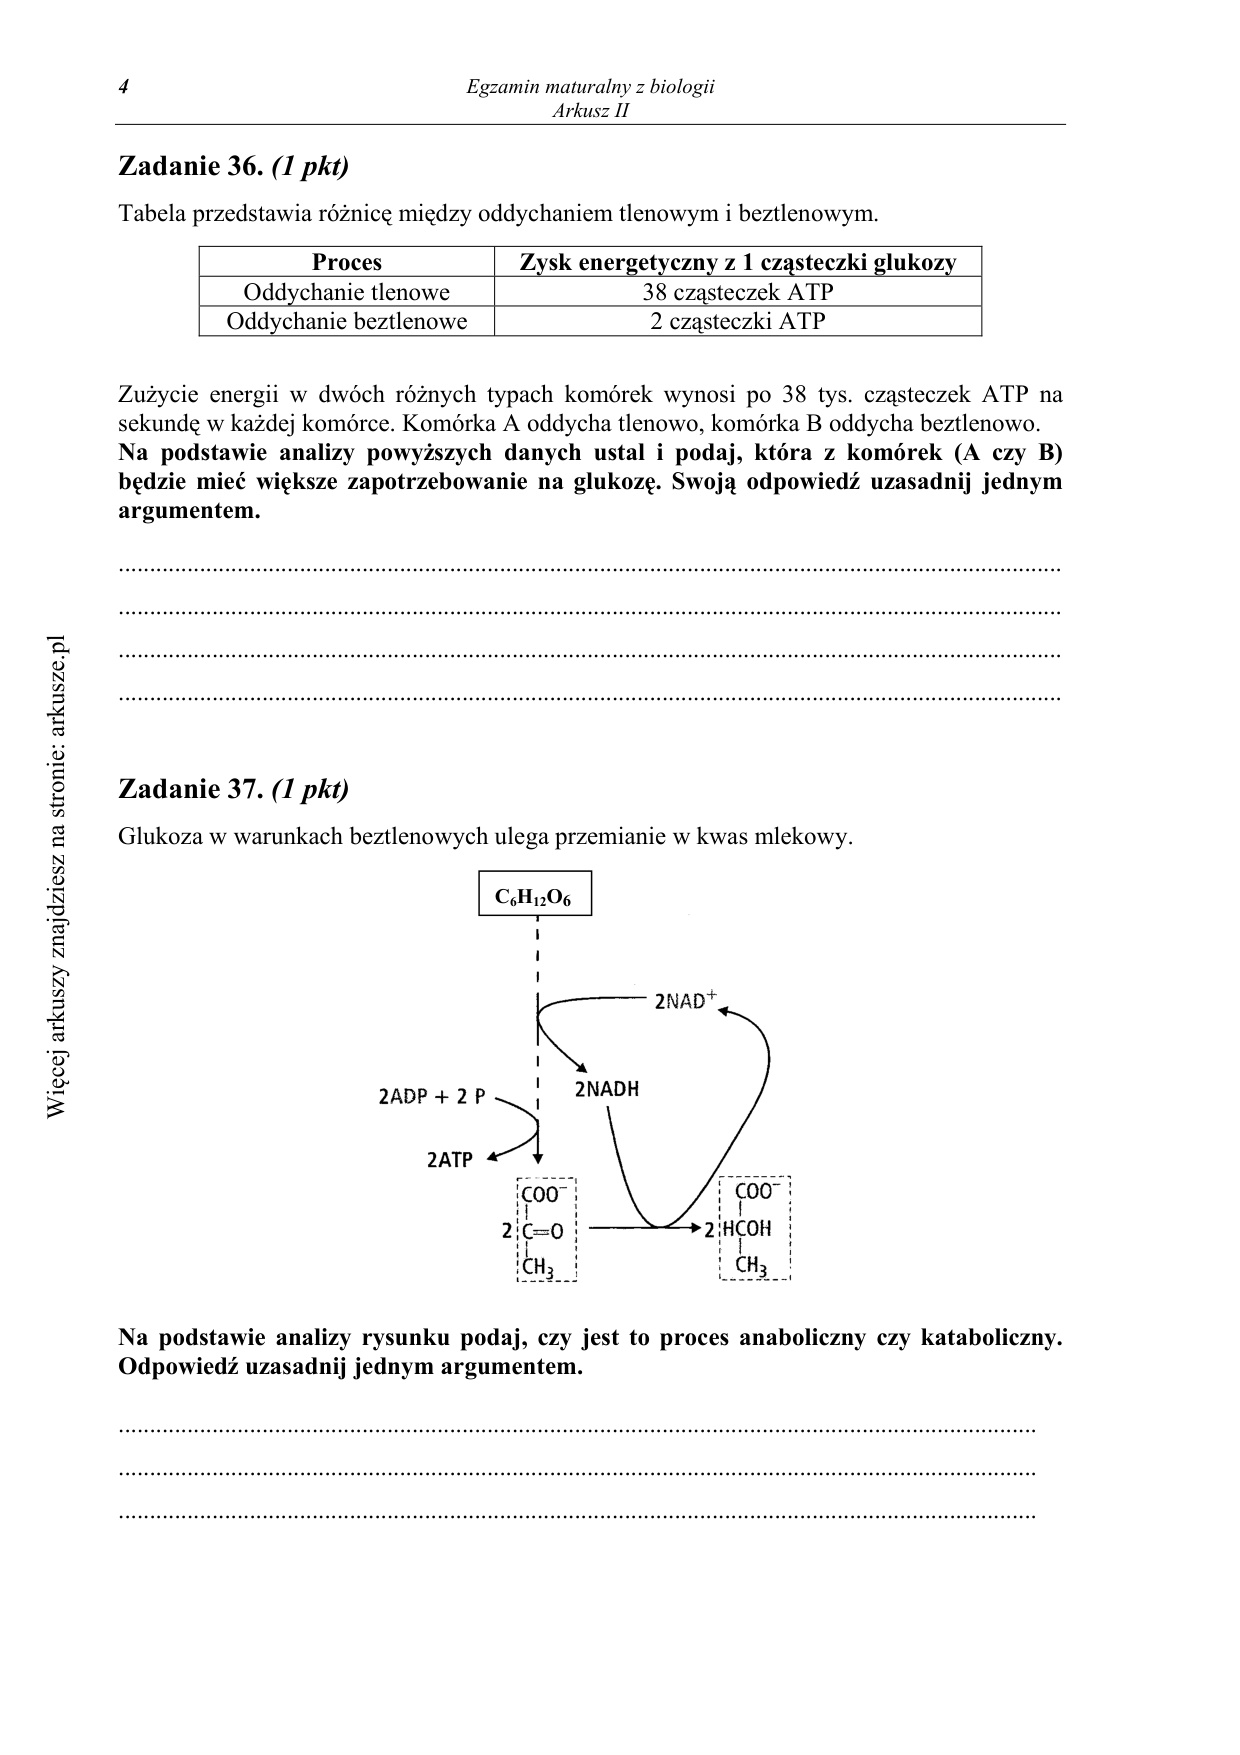 4
Egzamin maturalny z biologii
Arkusz II
Zadanie 36. (1 pkt)
Tabela przedstawia różnicę między oddychaniem tlenowym i beztlenowym.
Proces Zysk energetyczny z 1 cząsteczki glukozy
Oddychanie tlenowe 38 cząsteczek ATP
Oddychanie beztlenowe 2 cząsteczki ATP
Zużycie energii w dwóch różnych typach komórek wynosi po 38 tys. cząsteczek ATP na
sekundę w każdej komórce. Komórka A oddycha tlenowo, komórka B oddycha beztlenowo.
Na podstawie analizy powyższych danych ustal i podaj, która z komórek (A czy B)
będzie mieć większe zapotrzebowanie na glukozę. Swoją odpowiedź uzasadnij jednym
argumentem.
Więcej arkuszy znajdziesz na stronie: arkusze.pl
Zadanie 37. (1 pkt)
Glukoza w warunkach beztlenowych ulega przemianie w kwas mlekowy.
C₆H₁₂O₆
2NAD⁺
2NADH
2ADP + 2 P
2ATP
COO⁻
2 C=O
CH₃
COO⁻
2 HCOH
CH₃
Na podstawie analizy rysunku podaj, czy jest to proces anaboliczny czy kataboliczny.
Odpowiedź uzasadnij jednym argumentem.